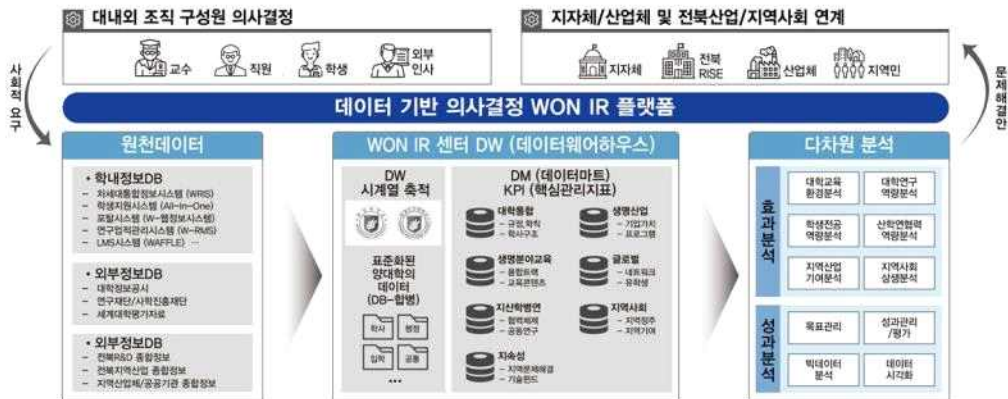 대내외 조직 구성원 의사결정
교수
직원
학생
외부
인사
지자체/산업체 및 전북산업/지역사회 연계
지자체
전북
RISE
산업체
지역민
사회적 요구
문제해결안
데이터 기반 의사결정 WON IR 플랫폼
원천데이터
• 학내정보DB
– 차세대통합정보시스템 (WRIS)
– 학생지원시스템 (All-In-One)
– 포탈시스템 (W-웹정보시스템)
– 연구업적관리시스템 (W-RMS)
– LMS시스템 (WAFFLE) ···
• 외부정보DB
– 대학정보공시
– 연구재단/사학진흥재단
– 세계대학평가자료
• 외부정보DB
– 전북R&D 종합정보
– 전북지역산업 종합정보
– 지역산업체/공공기관 종합정보
WON IR 센터 DW (데이터웨어하우스)
DW
시계열 축적
표준화된
양대학의
데이터
(DB-합병)
학사
행정
입학
공통
···
DM (데이터마트)
KPI (핵심관리지표)
대학통합
– 규정,학칙
– 학사구조
생명산업
– 기업가치
– 프로그램
생명분야교육
– 융합트랙
– 교육콘텐츠
글로벌
– 네트워크
– 유학생
지산학병연
– 협력체계
– 공동연구
지역사회
– 지역정주
– 지역기여
지속성
– 지역문제해결
– 기술펀드
다차원 분석
효과분석
대학교육
환경분석
대학연구
역량분석
학생전공
역량분석
산학연협력
역량분석
지역산업
기여분석
지역사회
상생분석
성과분석
목표관리
성과관리
/평가
빅데이터
분석
데이터
시각화